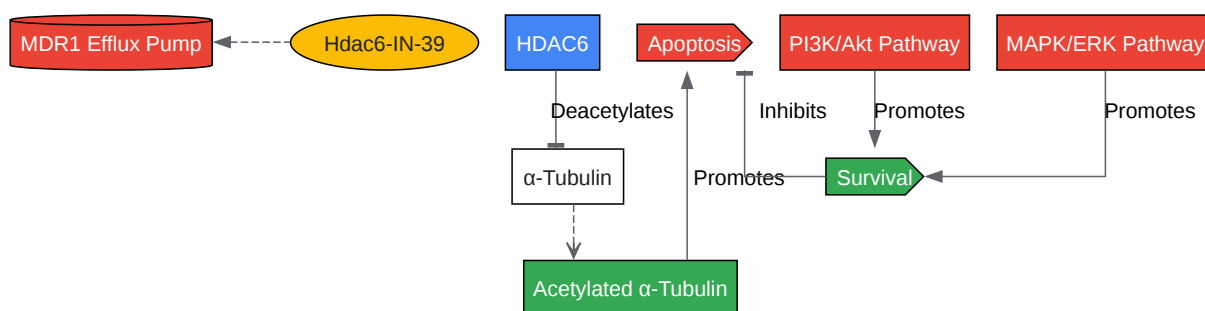 MDR1 Efflux Pump
Hdac6-IN-39
HDAC6
Apoptosis
PI3K/Akt Pathway
MAPK/ERK Pathway
Deacetylates
Inhibits
Promotes
Promotes
α-Tubulin
Promotes
Survival
Acetylated α-Tubulin